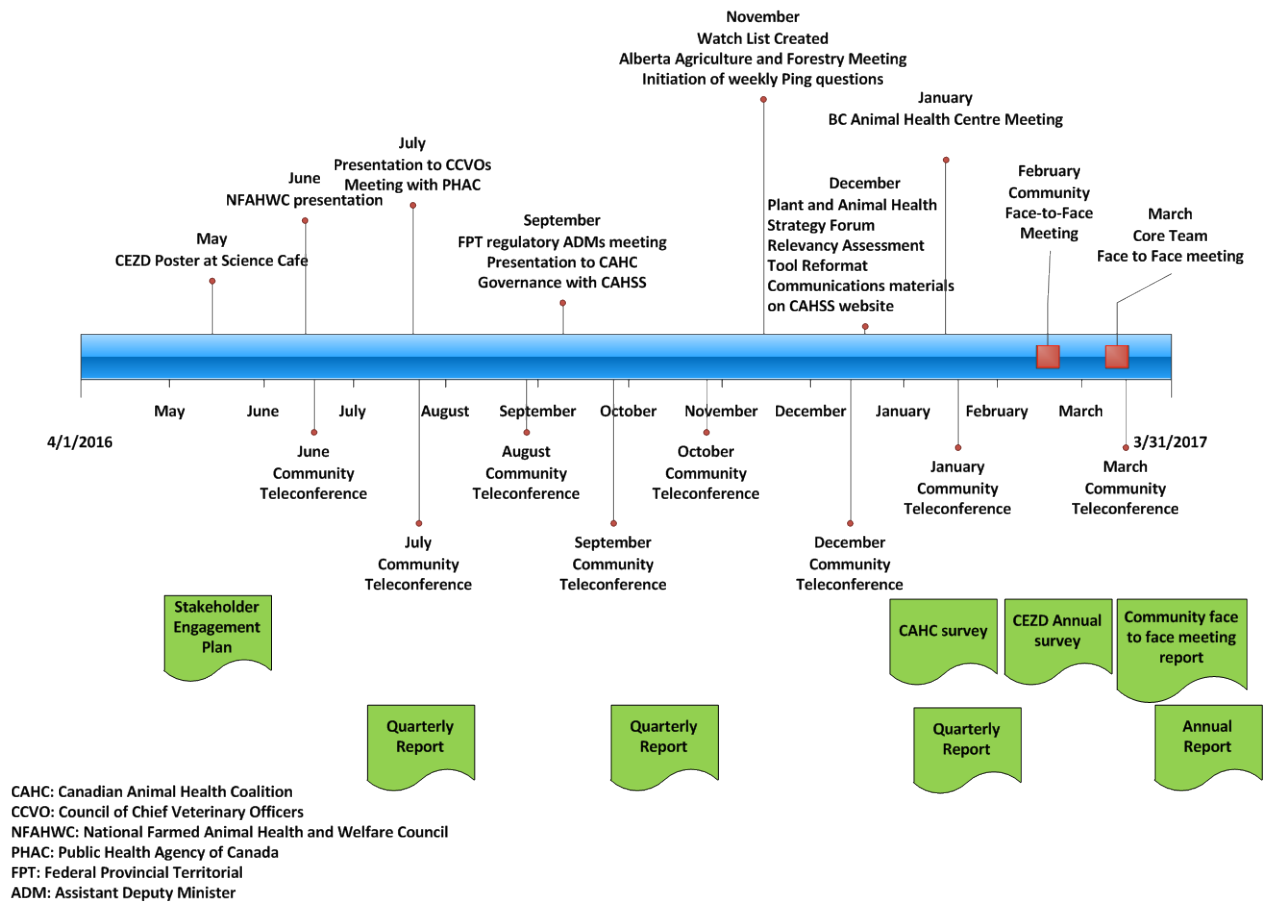 November
Watch List Created
Alberta Agriculture and Forestry Meeting
Initiation of weekly Ping questions
January
BC Animal Health Centre Meeting
July
Presentation to CCVOs
Meeting with PHAC
June
NFAHWC presentation
May
CEZD Poster at Science Cafe
September
FPT regulatory ADMs meeting
Presentation to CAHC
Governance with CAHSS
December
Plant and Animal Health
Strategy Forum
Relevancy Assessment
Tool Reformat
Communications materials
on CAHSS website
February
Community
Face-to-Face
Meeting
March
Core Team
Face to Face meeting
May
June
July
August
September
October
November
December
January
February
March
4/1/2016
3/31/2017
June
Community
Teleconference
July
Community
Teleconference
August
Community
Teleconference
September
Community
Teleconference
October
Community
Teleconference
December
Community
Teleconference
January
Community
Teleconference
March
Community
Teleconference
Stakeholder
Engagement
Plan
CAHC survey
CEZD Annual
survey
Community face
to face meeting
report
Quarterly
Report
Quarterly
Report
Quarterly
Report
Annual
Report
CAHC: Canadian Animal Health Coalition
CCVO: Council of Chief Veterinary Officers
NFAHWC: National Farmed Animal Health and Welfare Council
PHAC: Public Health Agency of Canada
FPT: Federal Provincial Territorial
ADM: Assistant Deputy Minister